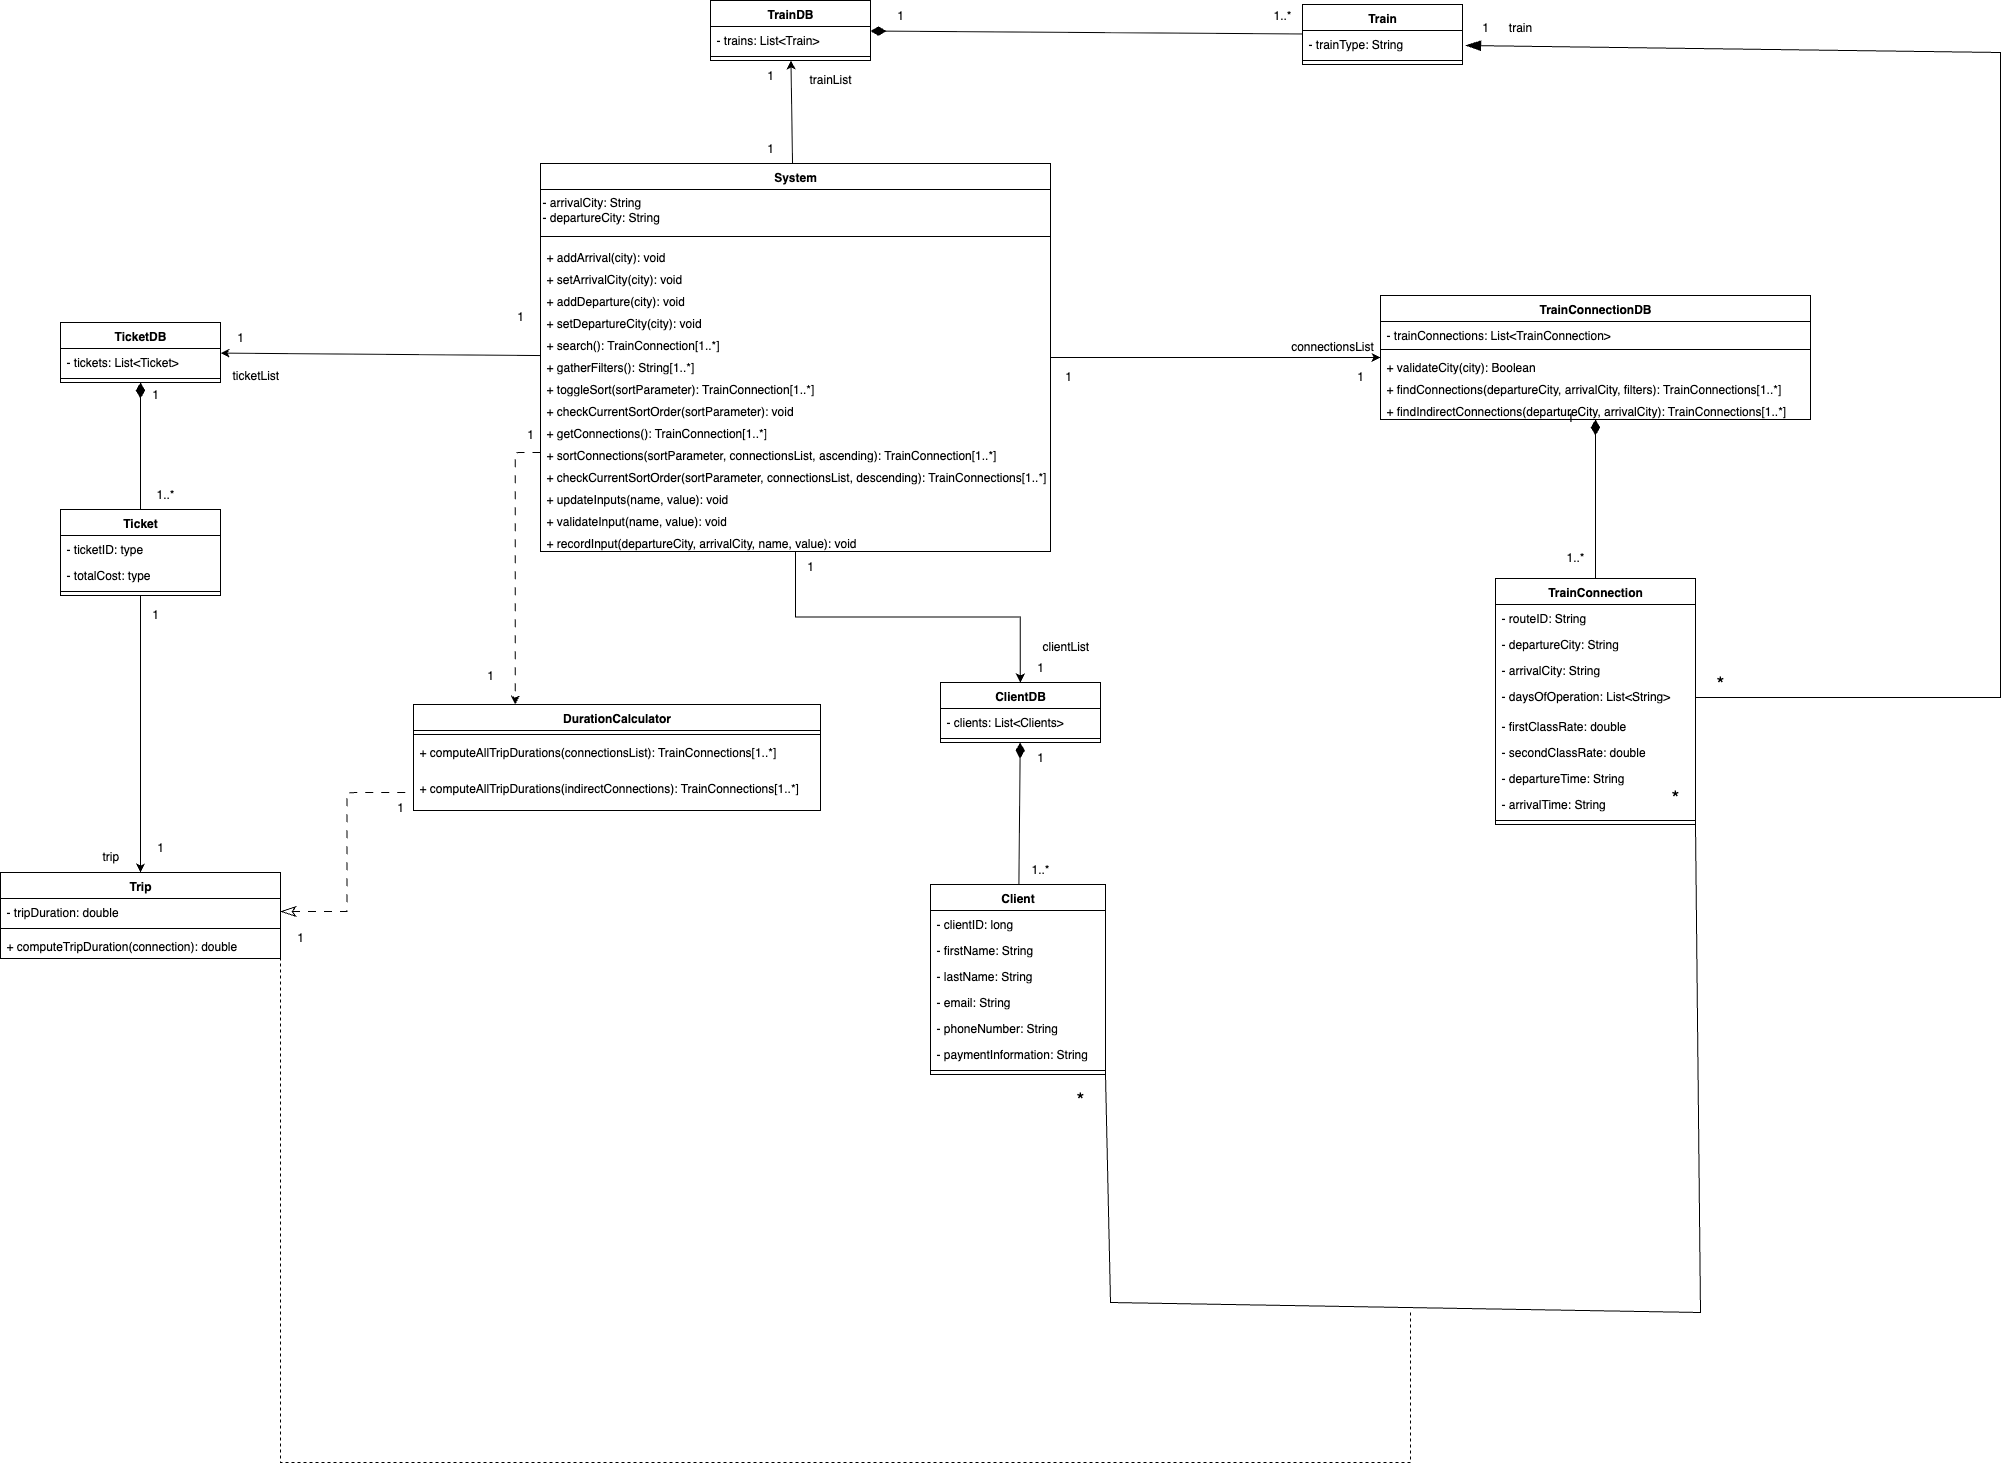 TrainDB
- trains: List<Train>
1
1..*
Train
- trainType: String
1
train
1
trainList
1
System
- arrivalCity: String
- departureCity: String
+ addArrival(city): void
+ setArrivalCity(city): void
+ addDeparture(city): void
+ setDepartureCity(city): void
+ search(): TrainConnection[1..*]
+ gatherFilters(): String[1..*]
+ toggleSort(sortParameter): TrainConnection[1..*]
+ checkCurrentSortOrder(sortParameter): void
+ getConnections(): TrainConnection[1..*]
+ sortConnections(sortParameter, connectionsList, ascending): TrainConnection[1..*]
+ checkCurrentSortOrder(sortParameter, connectionsList, descending): TrainConnections[1..*]
+ updateInputs(name, value): void
+ validateInput(name, value): void
+ recordInput(departureCity, arrivalCity, name, value): void
1
1
ticketList
TicketDB
- tickets: List<Ticket>
1
1..*
Ticket
- ticketID: type
- totalCost: type
1
trip
1
Trip
- tripDuration: double
+ computeTripDuration(connection): double
1
1
1
1
DurationCalculator
+ computeAllTripDurations(connectionsList): TrainConnections[1..*]
+ computeAllTripDurations(indirectConnections): TrainConnections[1..*]
1
clientList
1
ClientDB
- clients: List<Clients>
1
1..*
Client
- clientID: long
- firstName: String
- lastName: String
- email: String
- phoneNumber: String
- paymentInformation: String
*
1
connectionsList
1
TrainConnectionDB
- trainConnections: List<TrainConnection>
+ validateCity(city): Boolean
+ findConnections(departureCity, arrivalCity, filters): TrainConnections[1..*]
+ findIndirectConnections(departureCity, arrivalCity): TrainConnections[1..*]
1
1..*
TrainConnection
- routeID: String
- departureCity: String
- arrivalCity: String
- daysOfOperation: List<String>
- firstClassRate: double
- secondClassRate: double
- departureTime: String
- arrivalTime: String
*
*